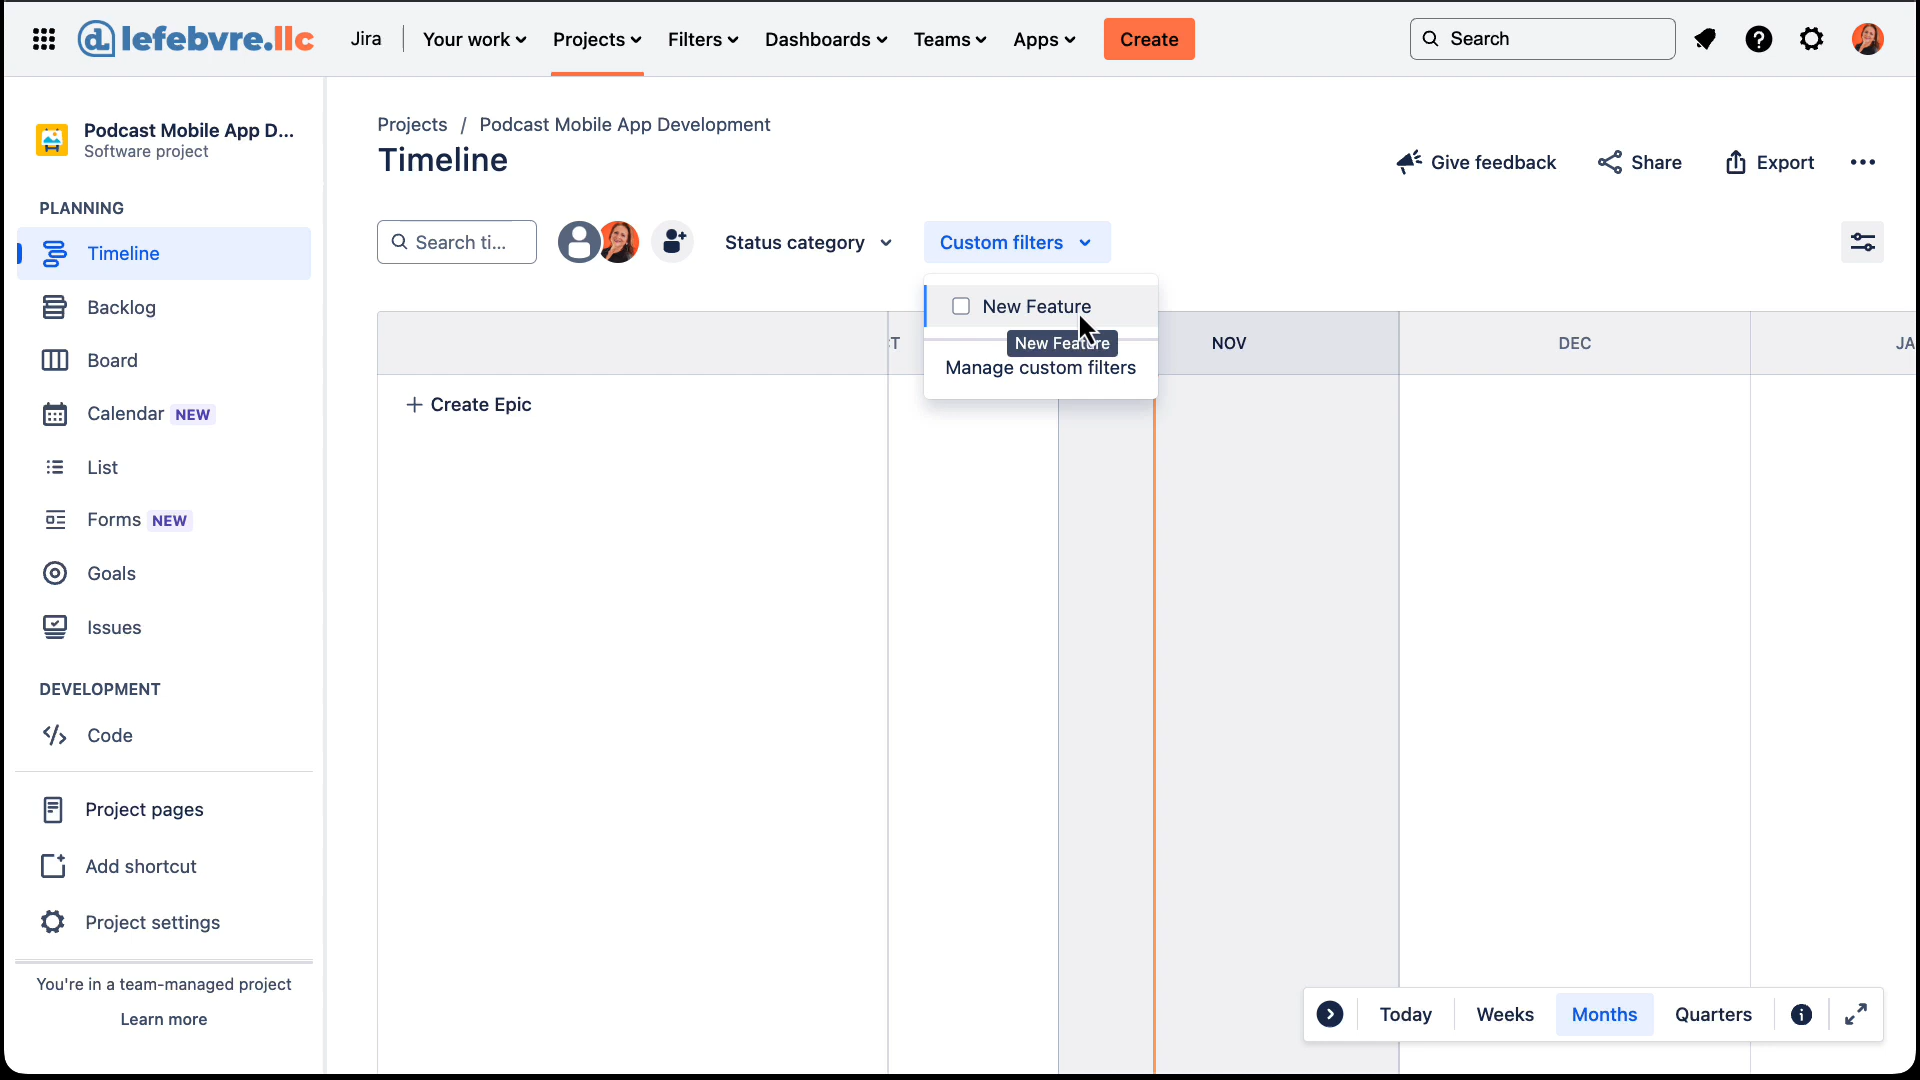 lefebvre.llc
Jira
Your work
Projects
Filters
Dashboards
Teams
Apps
Create
Search
Podcast Mobile App D...
Software project
PLANNING
Timeline
Backlog
Board
Calendar NEW
List
Forms NEW
Goals
Issues
DEVELOPMENT
Code
Project pages
Add shortcut
Project settings
You're in a team-managed project
Learn more
Projects / Podcast Mobile App Development
Timeline
Give feedback
Share
Export
Search ti...
Status category
Custom filters
New Feature
New Feature
Manage custom filters
T
NOV
DEC
JA
+ Create Epic
Today
Weeks
Months
Quarters